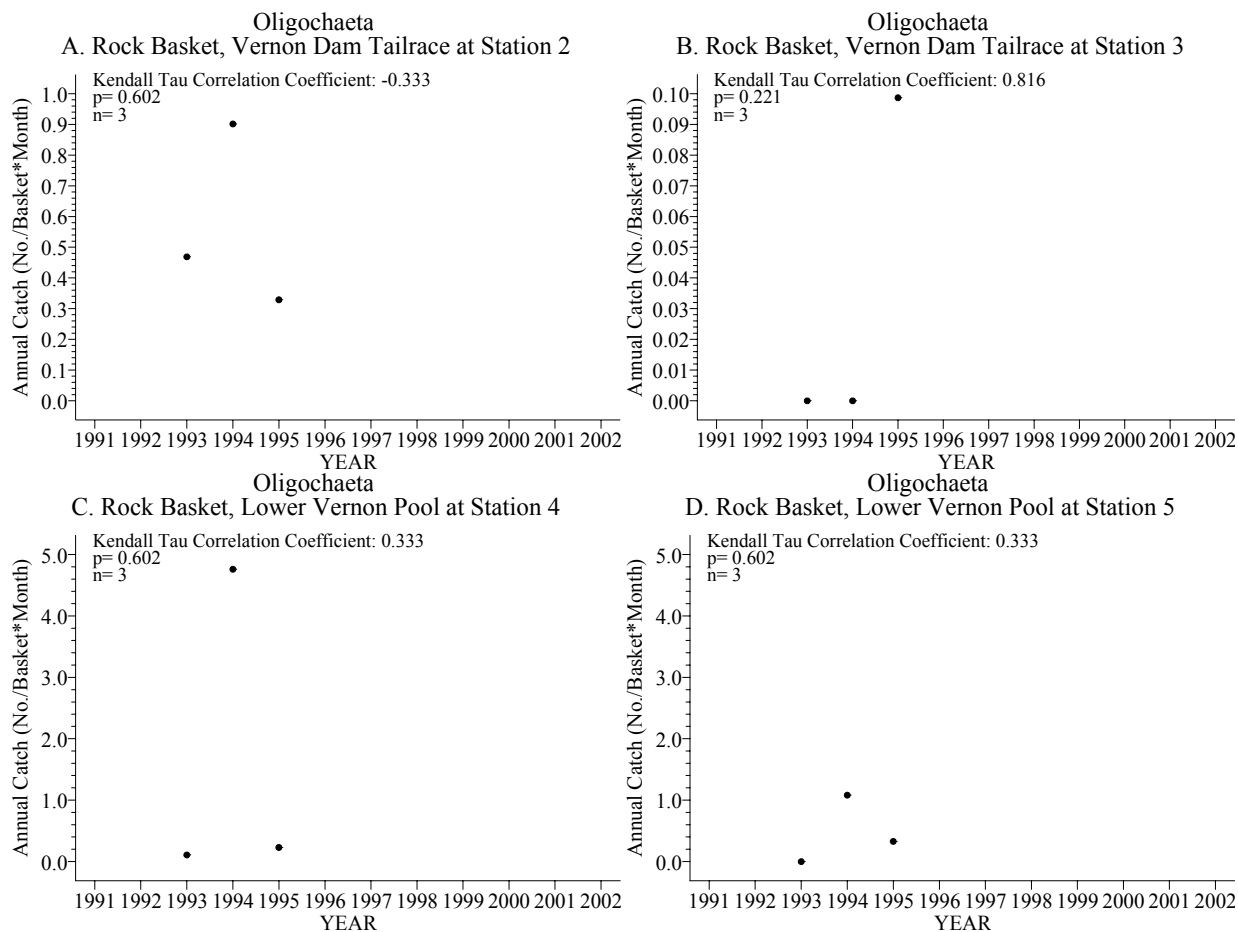 Oligochaeta
A. Rock Basket, Vernon Dam Tailrace at Station 2
Kendall Tau Correlation Coefficient: -0.333
p= 0.602
n= 3
Annual Catch (No./Basket*Month)
1.0
0.9
0.8
0.7
0.6
0.5
0.4
0.3
0.2
0.1
0.0
1991 1992 1993 1994 1995 1996 1997 1998 1999 2000 2001 2002
YEAR
Oligochaeta
B. Rock Basket, Vernon Dam Tailrace at Station 3
Kendall Tau Correlation Coefficient: 0.816
p= 0.221
n= 3
Annual Catch (No./Basket*Month)
0.10
0.09
0.08
0.07
0.06
0.05
0.04
0.03
0.02
0.01
0.00
1991 1992 1993 1994 1995 1996 1997 1998 1999 2000 2001 2002
YEAR
Oligochaeta
C. Rock Basket, Lower Vernon Pool at Station 4
Kendall Tau Correlation Coefficient: 0.333
p= 0.602
n= 3
Annual Catch (No./Basket*Month)
5.0
4.0
3.0
2.0
1.0
0.0
1991 1992 1993 1994 1995 1996 1997 1998 1999 2000 2001 2002
YEAR
Oligochaeta
D. Rock Basket, Lower Vernon Pool at Station 5
Kendall Tau Correlation Coefficient: 0.333
p= 0.602
n= 3
Annual Catch (No./Basket*Month)
5.0
4.0
3.0
2.0
1.0
0.0
1991 1992 1993 1994 1995 1996 1997 1998 1999 2000 2001 2002
YEAR